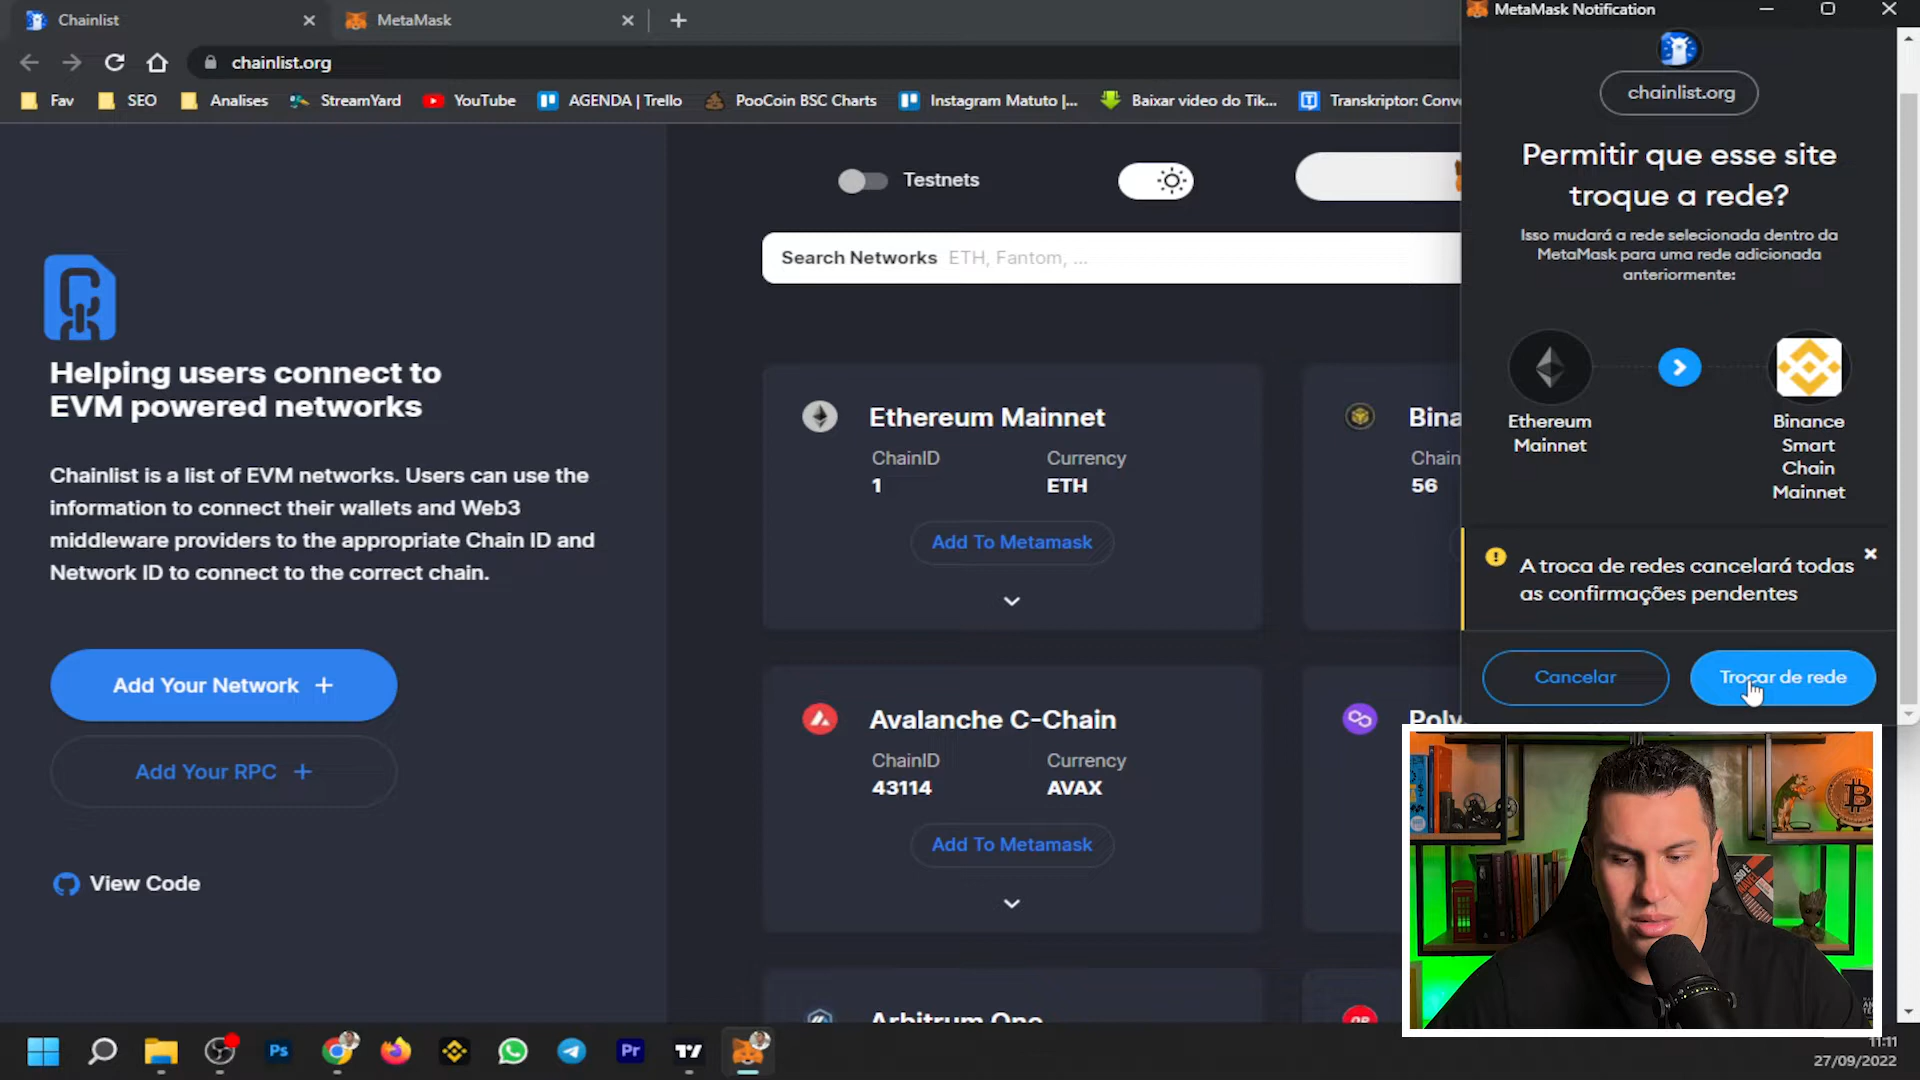 Chainlist
MetaMask
MetaMask Notification
chainlist.org
Fav
SEO
Analises
StreamYard
YouTube
AGENDA | Trello
PooCoin BSC Charts
Instagram Matuto |...
Baixar video do Tik...
Transkriptor: Conv
Testnets
Search Networks ETH, Fantom, ...
Helping users connect to
EVM powered networks
Chainlist is a list of EVM networks. Users can use the
information to connect their wallets and Web3
middleware providers to the appropriate Chain ID and
Network ID to connect to the correct chain.
Add Your Network +
Add Your RPC +
View Code
Ethereum Mainnet
ChainID
Currency
1
ETH
Add To Metamask
Bina
Chain
56
Avalanche C-Chain
ChainID
Currency
43114
AVAX
Add To Metamask
Poly
Arbitrum One
chainlist.org
Permitir que esse site
troque a rede?
Isso mudará a rede selecionada dentro da
MetaMask para uma rede adicionada
anteriormente:
Ethereum
Mainnet
Binance
Smart
Chain
Mainnet
A troca de redes cancelará todas
as confirmações pendentes
Cancelar
Trocar de rede
Ps
Pr
11:11
27/09/2022